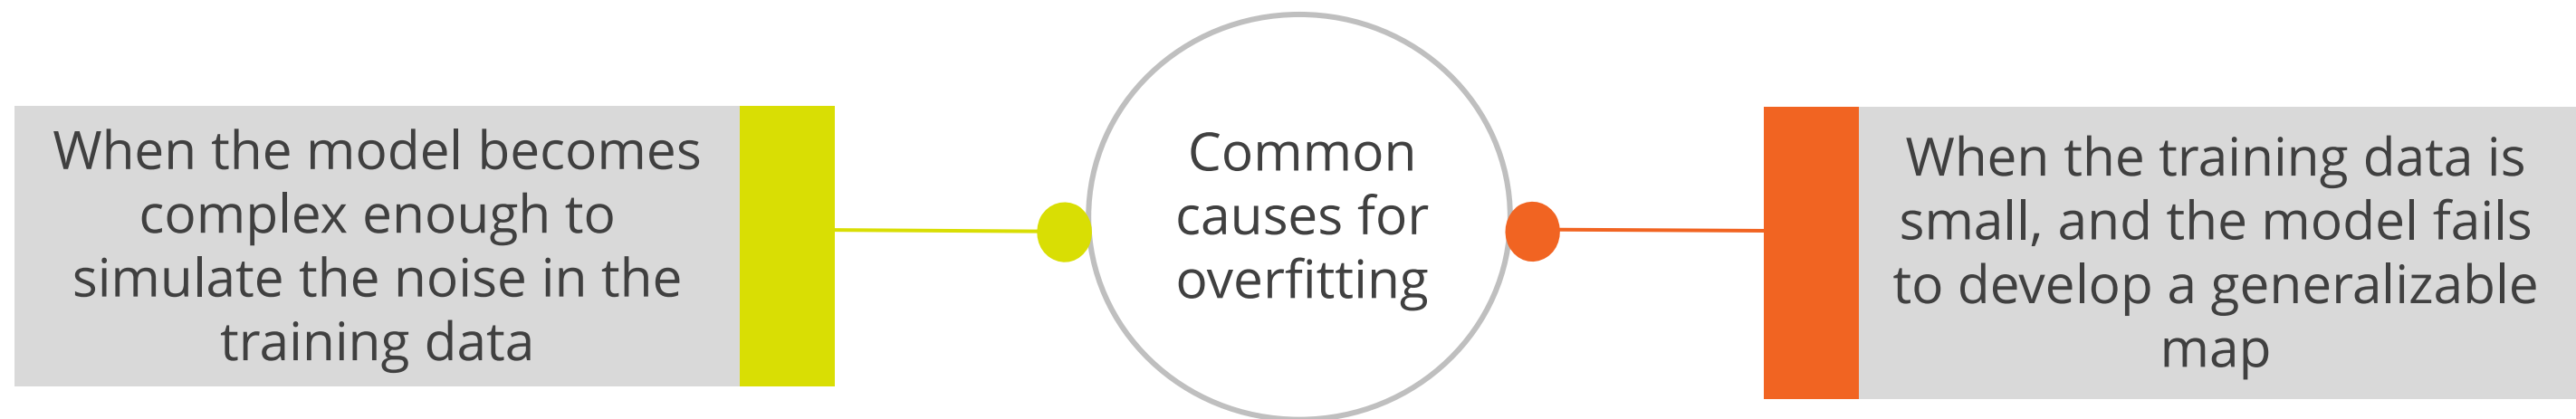 When the model becomes
complex enough to
simulate the noise in the
training data
Common
causes for
overfitting
When the training data is
small, and the model fails
to develop a generalizable
map